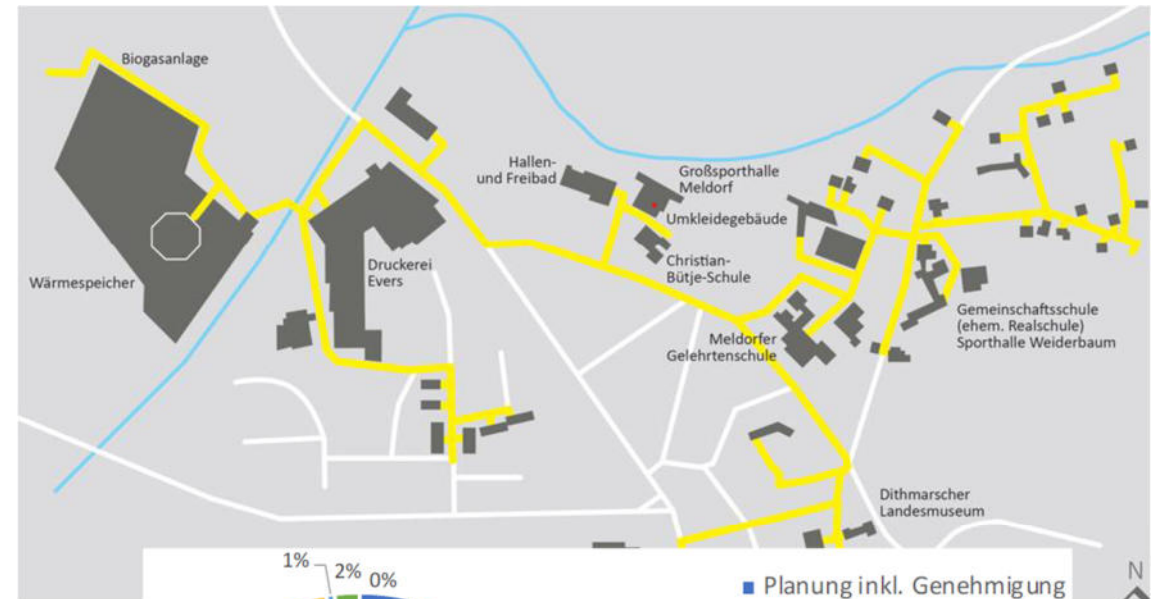 Biogasanlage
Wärmespeicher
Druckerei
Evers
Hallen-
und Freibad
Großsporthalle
Meldorf
Umkleidegebäude
Christian-
Bütje-Schule
Meldorfer
Gelehrtenschule
Gemeinschaftsschule
(ehem. Realschule)
Sporthalle Weiderbaum
Dithmarscher
Landesmuseum
N
1%
2%
0%
Planung inkl. Genehmigung